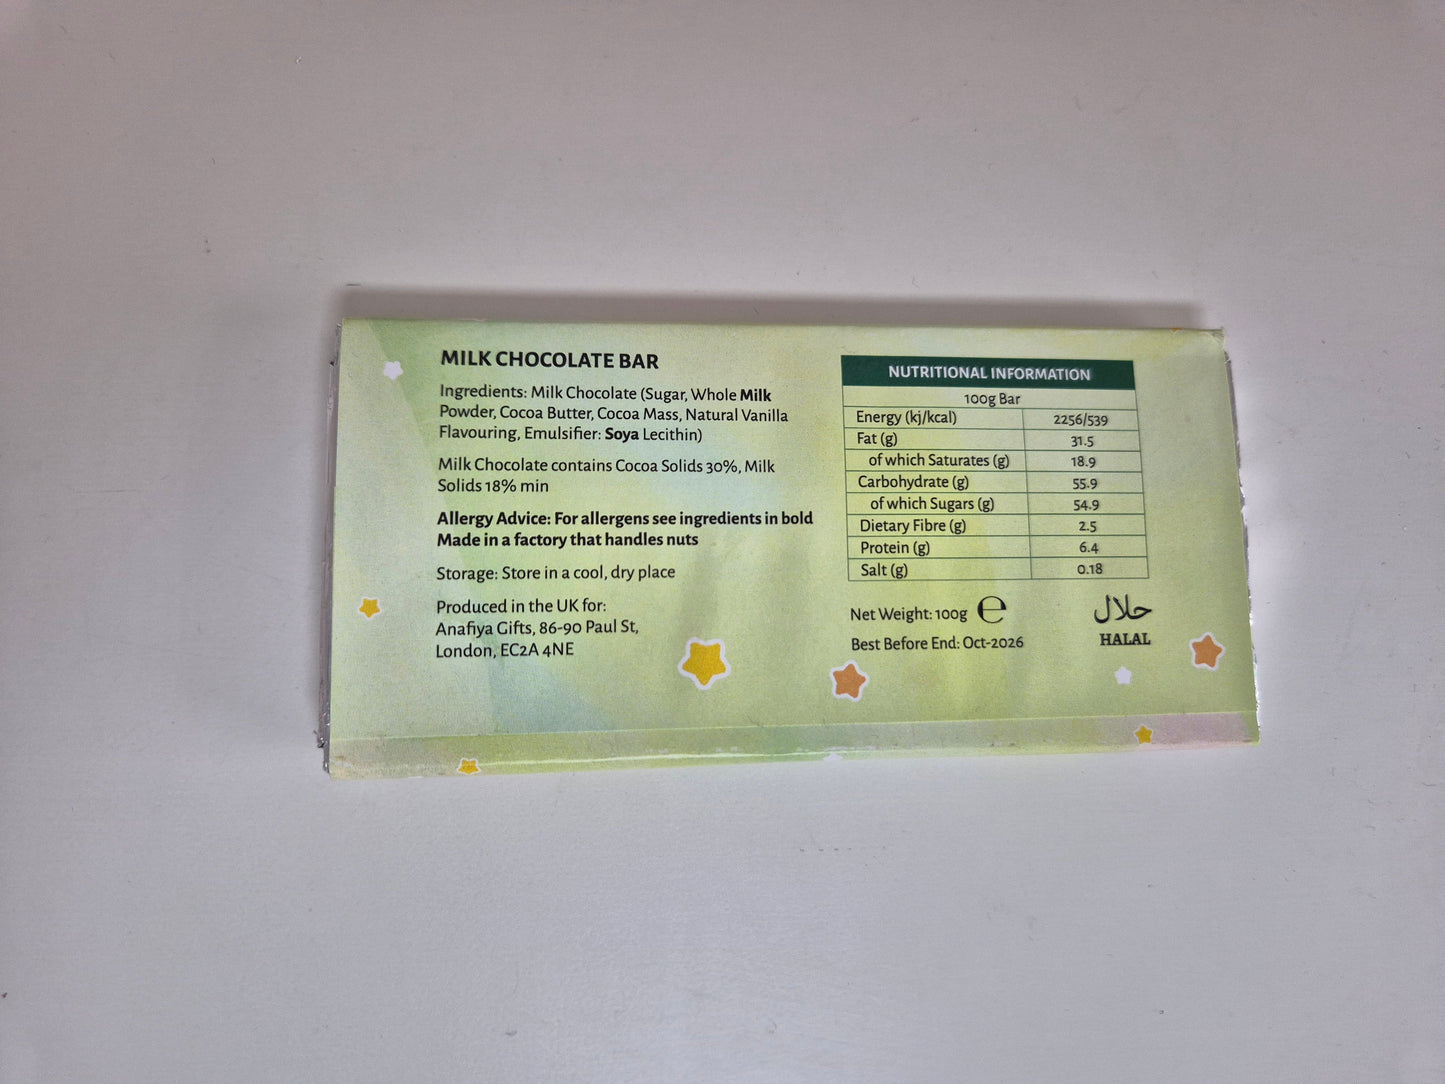 MILK CHOCOLATE BAR
Ingredients: Milk Chocolate (Sugar, Whole Milk
Powder, Cocoa Butter, Cocoa Mass, Natural Vanilla
Flavouring, Emulsifier: Soya Lecithin)
Milk Chocolate contains Cocoa Solids 30%, Milk
Solids 18% min
Allergy Advice: For allergens see ingredients in bold
Made in a factory that handles nuts
Storage: Store in a cool, dry place
Produced in the UK for:
Anafiya Gifts, 86-90 Paul St,
London, EC2A 4NE
NUTRITIONAL INFORMATION
100g Bar
Energy (kj/kcal) 2256/539
Fat (g) 31.5
of which Saturates (g) 18.9
Carbohydrate (g) 55.9
of which Sugars (g) 54.9
Dietary Fibre (g) 2.5
Protein (g) 6.4
Salt (g) 0.18
Net Weight: 100g ℮
Best Before End: Oct-2026
حلال
HALAL